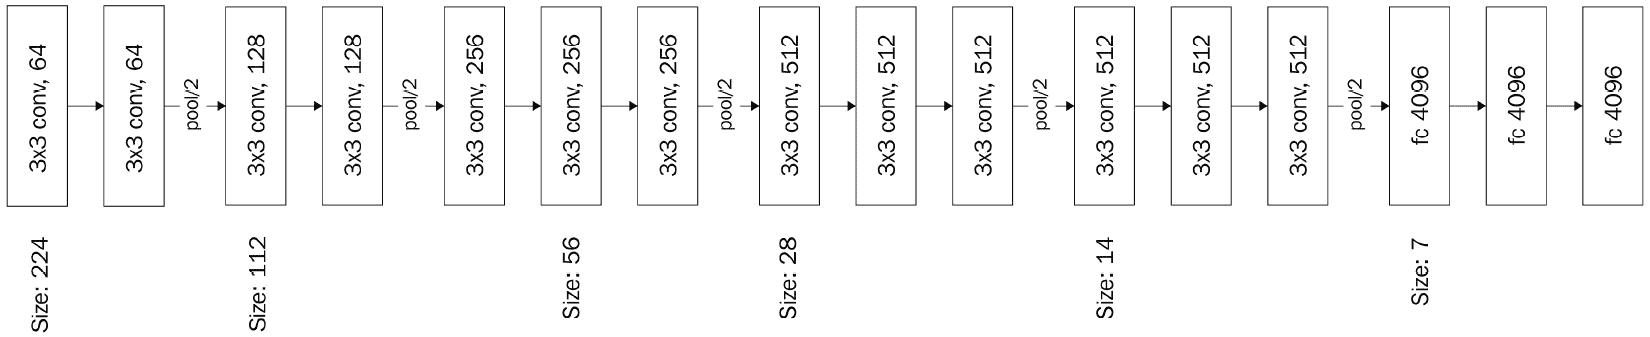 3x3 conv, 64
3x3 conv, 64
pool/2
3x3 conv, 128
3x3 conv, 128
pool/2
3x3 conv, 256
3x3 conv, 256
3x3 conv, 256
pool/2
3x3 conv, 512
3x3 conv, 512
3x3 conv, 512
pool/2
3x3 conv, 512
3x3 conv, 512
3x3 conv, 512
pool/2
fc 4096
fc 4096
fc 4096
Size: 224
Size: 112
Size: 56
Size: 28
Size: 14
Size: 7